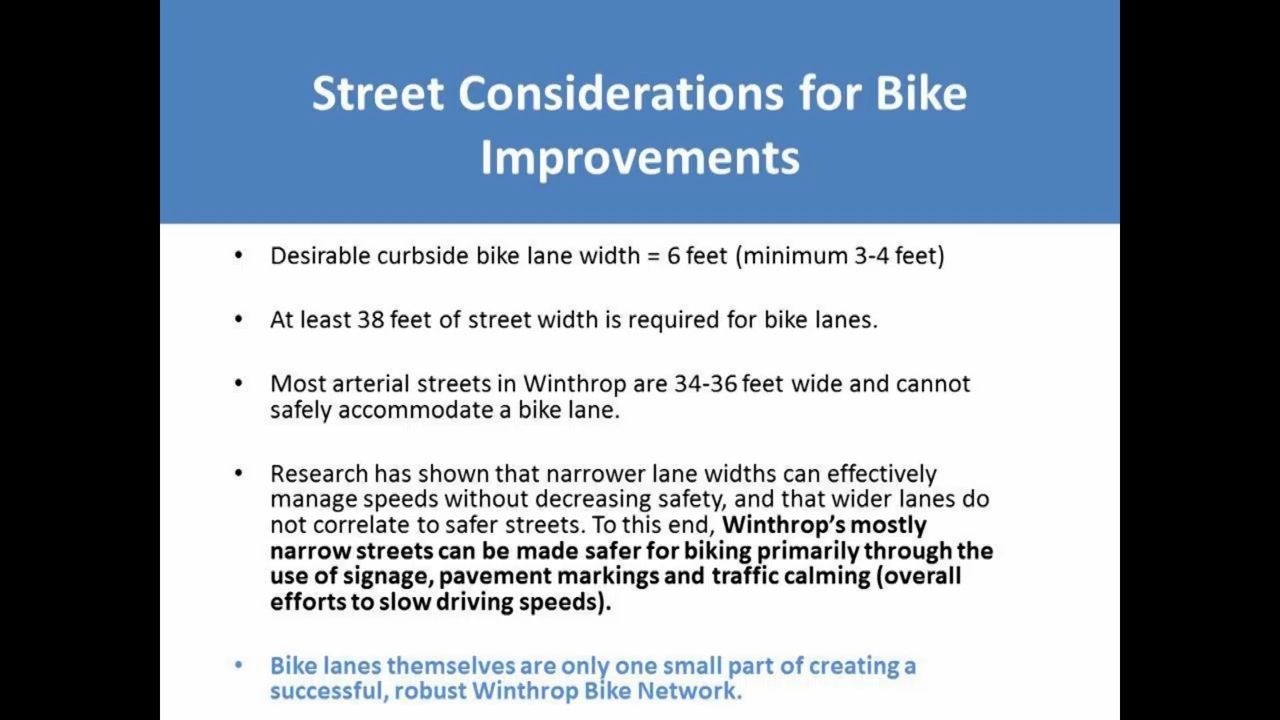 Street Considerations for Bike
Improvements
• Desirable curbside bike lane width = 6 feet (minimum 3-4 feet)
• At least 38 feet of street width is required for bike lanes.
• Most arterial streets in Winthrop are 34-36 feet wide and cannot
safely accommodate a bike lane.
• Research has shown that narrower lane widths can effectively
manage speeds without decreasing safety, and that wider lanes do
not correlate to safer streets. To this end, Winthrop’s mostly
narrow streets can be made safer for biking primarily through the
use of signage, pavement markings and traffic calming (overall
efforts to slow driving speeds).
• Bike lanes themselves are only one small part of creating a
successful, robust Winthrop Bike Network.